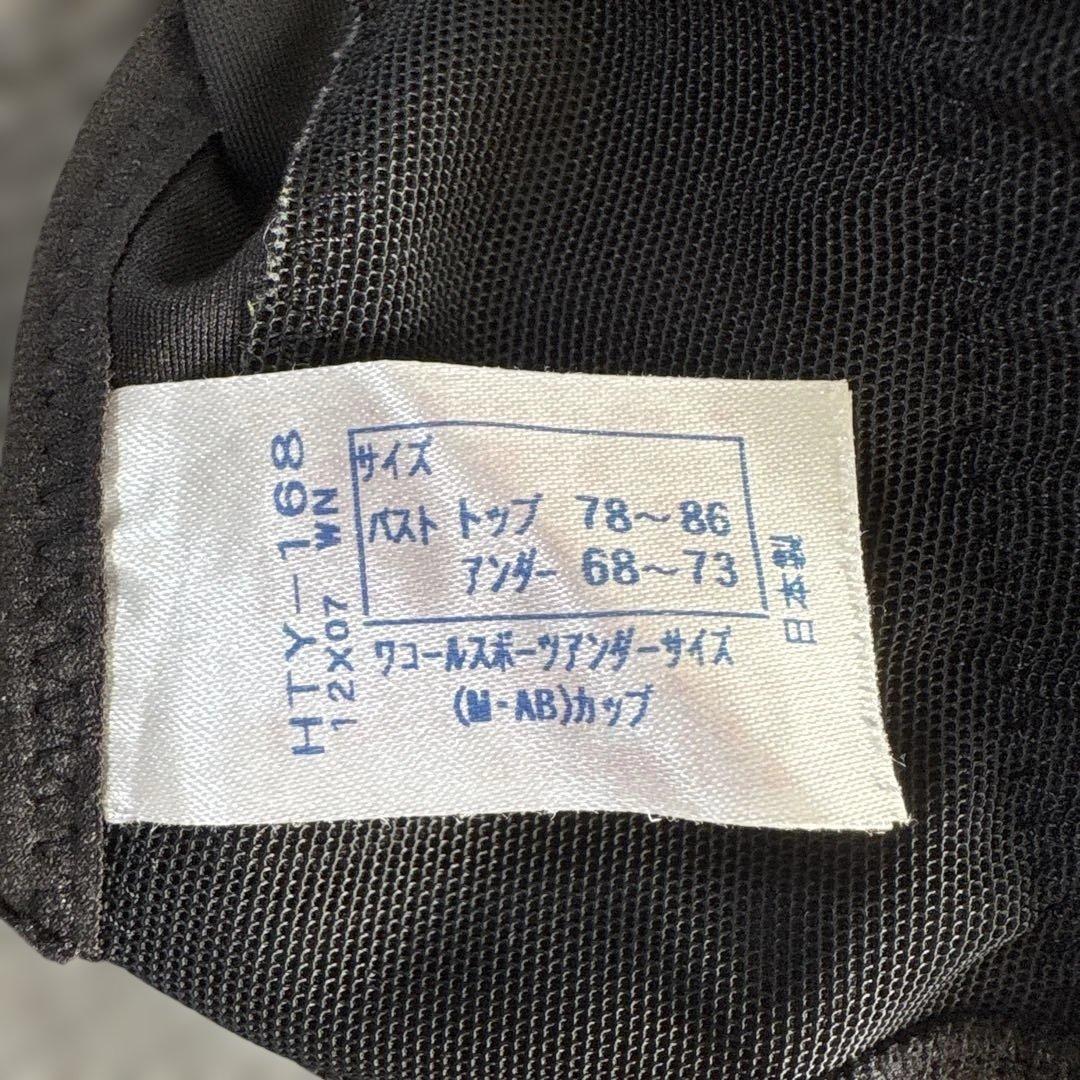 サイズ
バスト トップ 78~86
アンダー 68~73
ワコールスポーツアンダーサイズ
(M-AB)カップ
HTY-168
12X07 WN
日本製